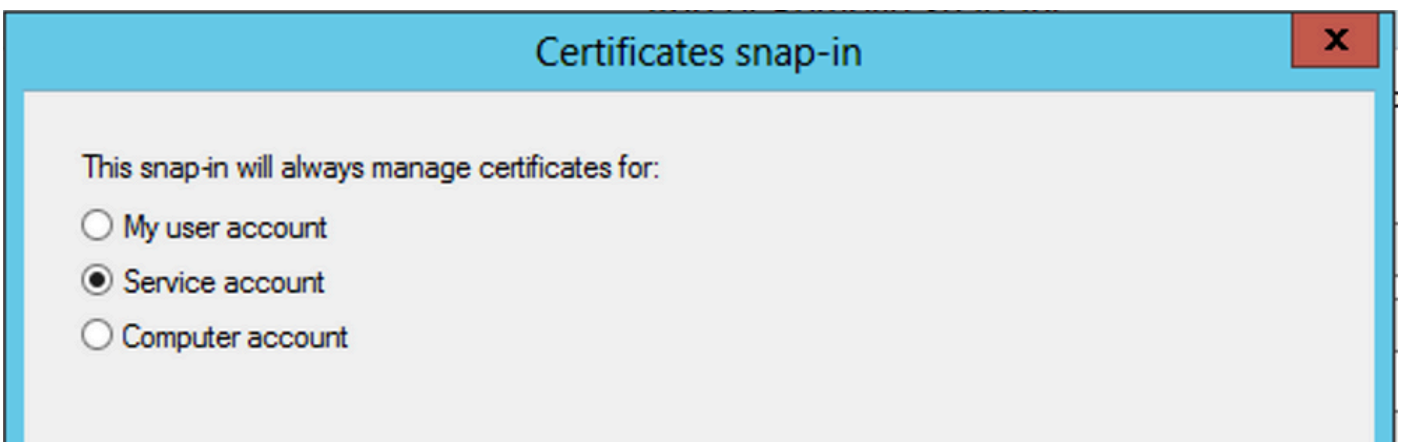 Certificates snap-in
x
This snap-in will always manage certificates for:
My user account
Service account
Computer account